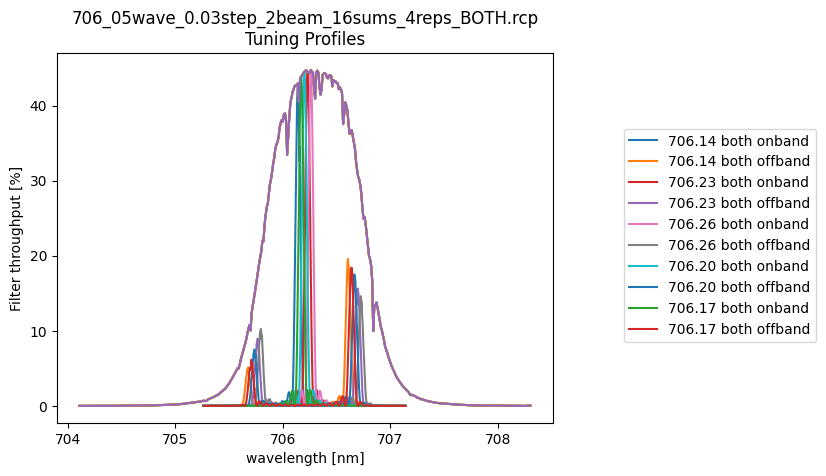 706_05wave_0.03step_2beam_16sums_4reps_BOTH.rcp
Tuning Profiles
Filter throughput [%]
40
30
20
10
0
704
705
706
707
708
wavelength [nm]
706.14 both onband
706.14 both offband
706.23 both onband
706.23 both offband
706.26 both onband
706.26 both offband
706.20 both onband
706.20 both offband
706.17 both onband
706.17 both offband